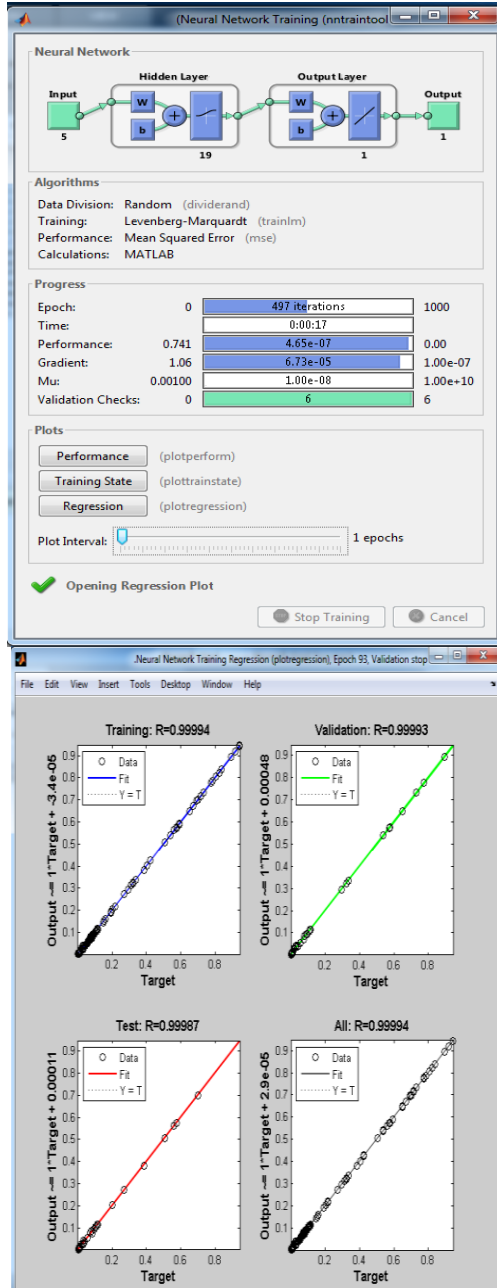 (Neural Network Training (nntraintool
Neural Network
Hidden Layer
Output Layer
Input
W
b
+
W
b
+
Output
5
19
1
1
Algorithms
Data Division: Random (dividerand)
Training: Levenberg-Marquardt (trainlm)
Performance: Mean Squared Error (mse)
Calculations: MATLAB
Progress
Epoch: 0 497 iterations 1000
Time: 0:00:17
Performance: 0.741 4.65e-07 0.00
Gradient: 1.06 6.73e-05 1.00e-07
Mu: 0.00100 1.00e-08 1.00e+10
Validation Checks: 0 6 6
Plots
Performance (plotperform)
Training State (plottrainstate)
Regression (plotregression)
Plot Interval: 1 epochs
Opening Regression Plot
Stop Training Cancel
.Neural Network Training Regression (plotregression), Epoch 93, Validation stop
File Edit View Insert Tools Desktop Window Help
Training: R=0.99994
Output ~= 1*Target + -3.4e-05
0.9
0.8
0.7
0.6
0.5
0.4
0.3
0.2
0.1
Data
Fit
Y = T
0.2 0.4 0.6 0.8
Target
Validation: R=0.99993
Output ~= 1*Target + 0.00048
0.9
0.8
0.7
0.6
0.5
0.4
0.3
0.2
0.1
Data
Fit
Y = T
0.2 0.4 0.6 0.8
Target
Test: R=0.99987
Output ~= 1*Target + 0.00011
0.9
0.8
0.7
0.6
0.5
0.4
0.3
0.2
0.1
Data
Fit
Y = T
0.2 0.4 0.6 0.8
Target
All: R=0.99994
Output ~= 1*Target + 2.9e-05
0.9
0.8
0.7
0.6
0.5
0.4
0.3
0.2
0.1
Data
Fit
Y = T
0.2 0.4 0.6 0.8
Target